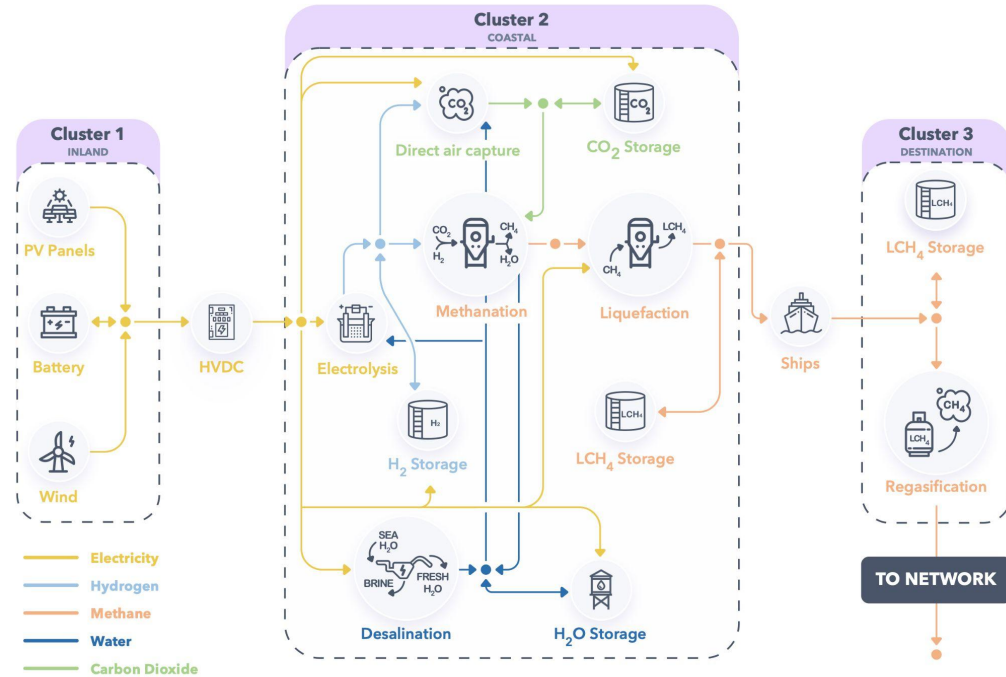 Cluster 1
INLAND
PV Panels
Battery
Wind
HVDC
Cluster 2
COASTAL
CO2
Direct air capture
CO2
CO2 Storage
CO2
H2
CH4
H2O
Methanation
CH4
LCH4
Liquefaction
Electrolysis
H2
H2 Storage
LCH4
LCH4 Storage
SEA
H2O
BRINE
FRESH
H2O
Desalination
H2O Storage
Ships
Cluster 3
DESTINATION
LCH4
LCH4 Storage
LCH4
CH4
Regasification
TO NETWORK
Electricity
Hydrogen
Methane
Water
Carbon Dioxide